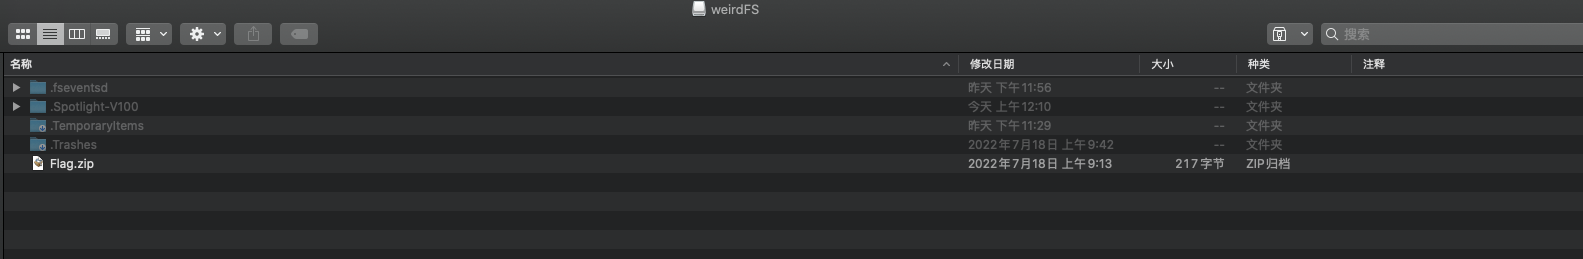 weirdFS
搜索
名称 修改日期 大小 种类 注释
.fseventsd 昨天 下午11:56 -- 文件夹
.Spotlight-V100 今天 上午12:10 -- 文件夹
.TemporaryItems 昨天 下午11:29 -- 文件夹
.Trashes 2022年7月18日 上午9:42 -- 文件夹
Flag.zip 2022年7月18日 上午9:13 217字节 ZIP归档